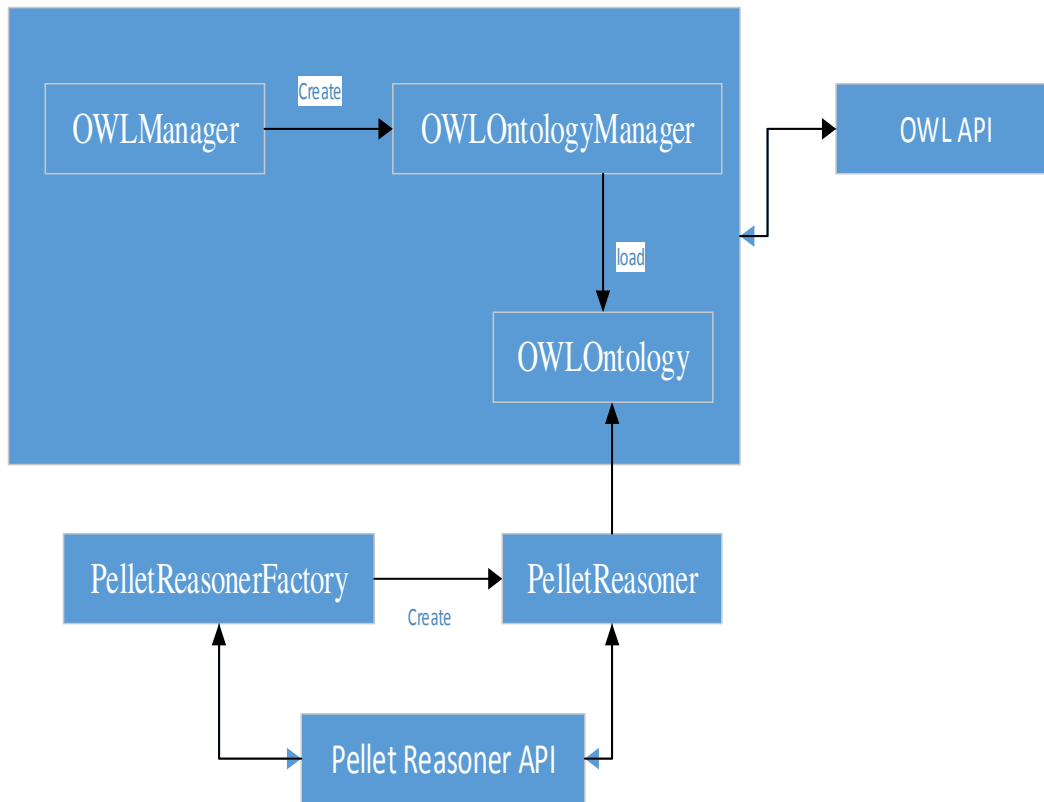 Create
OWLManager
OWLOntologyManager
OWL API
load
OWLOntology
PelletReasonerFactory
PelletReasoner
Create
Pellet Reasoner API